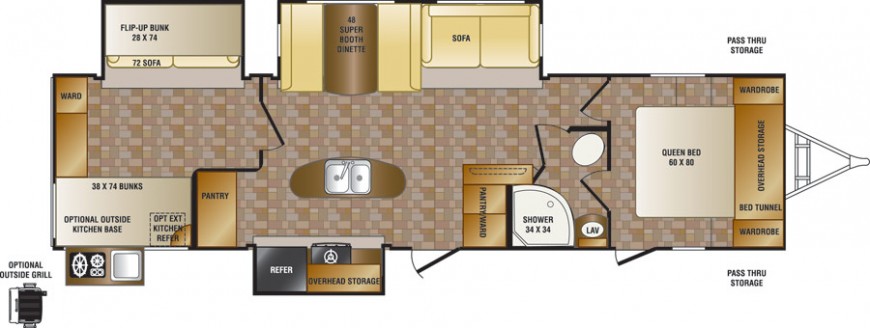 FLIP-UP BUNK
28 X 74
72 SOFA
48
SUPER
BOOTH
DINETTE
SOFA
PASS THRU
STORAGE
WARD
WARDROBE
QUEEN BED
60 X 80
OVERHEAD STORAGE
BED TUNNEL
WARDROBE
38 X 74 BUNKS
OPTIONAL OUTSIDE
KITCHEN BASE
OPT EXT
KITCHEN
REFER
PANTRY
PANTRY/WARD
SHOWER
34 X 34
LAV
REFER
OVERHEAD STORAGE
OPTIONAL
OUTSIDE GRILL
PASS THRU
STORAGE